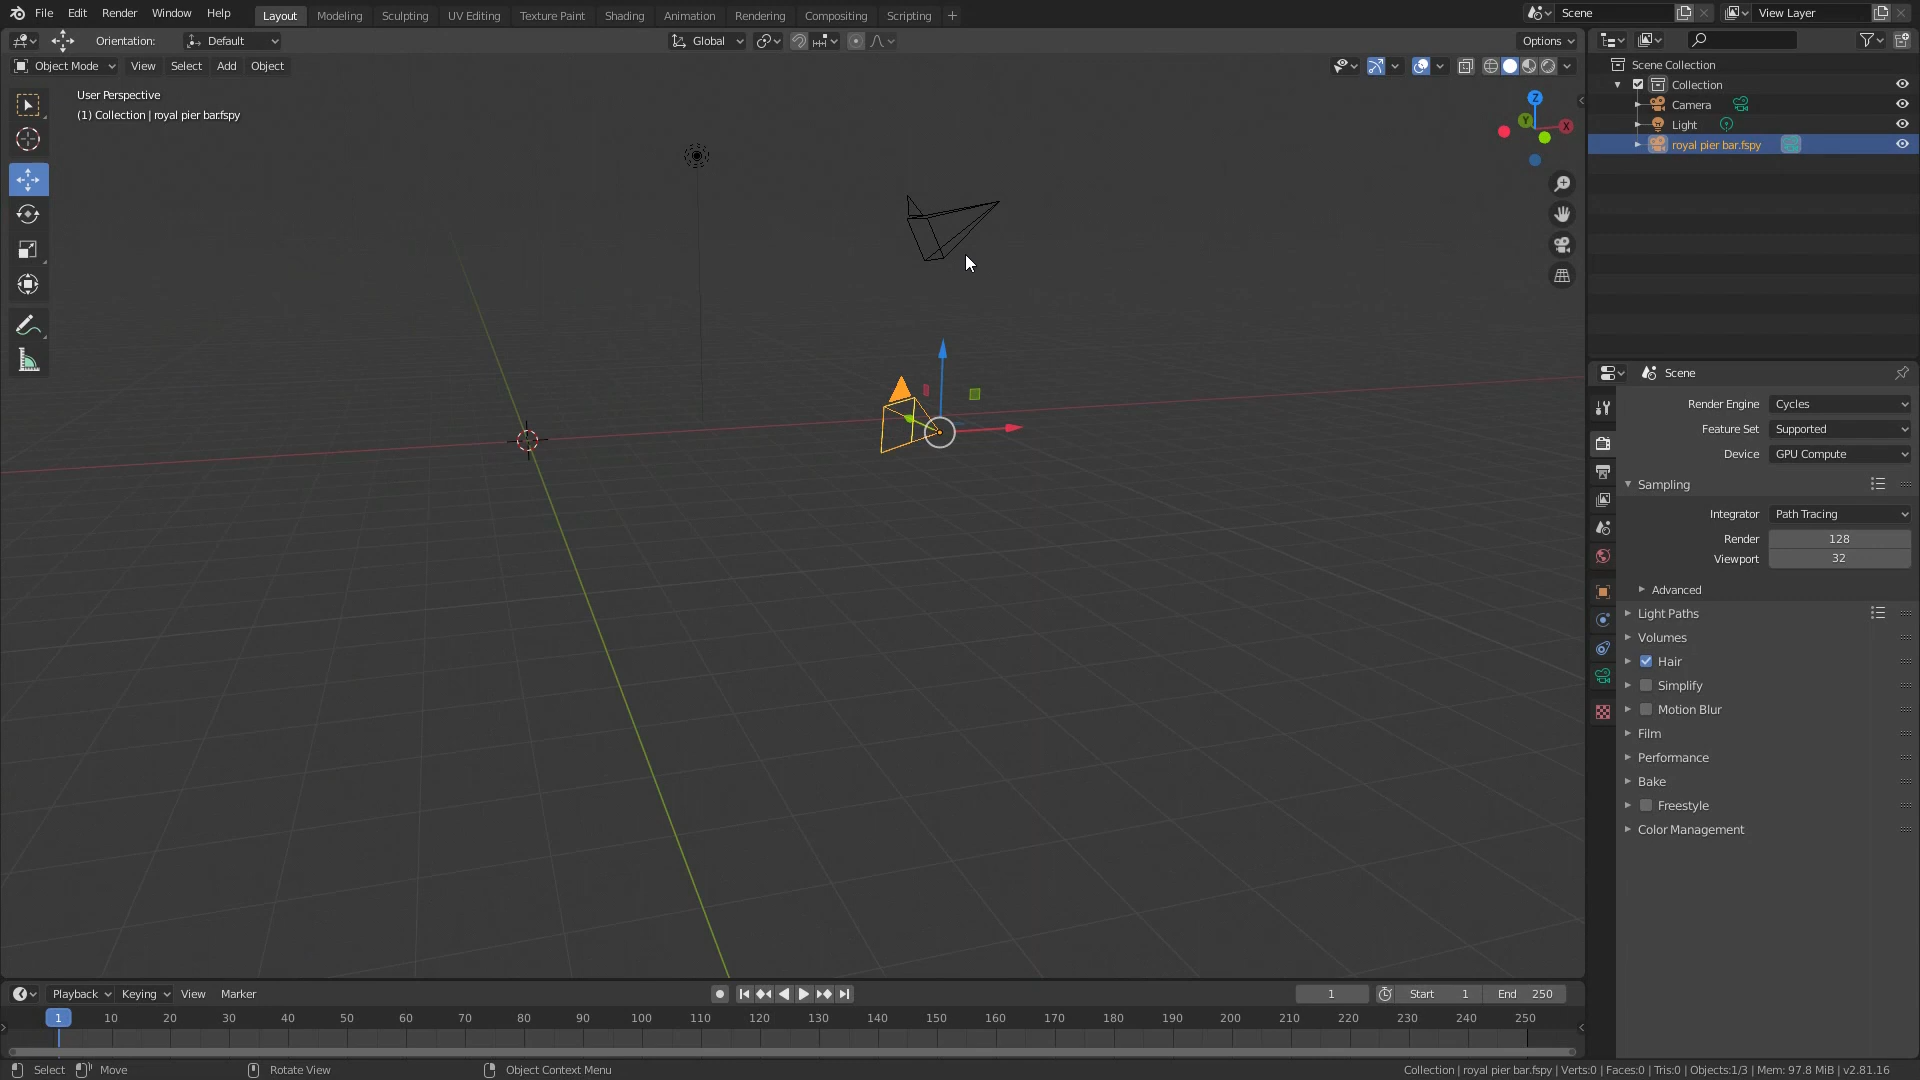 File Edit Render Window Help Layout Modeling Sculpting UV Editing Texture Paint Shading Animation Rendering Compositing Scripting Scene View Layer
Orientation: Default Global Options
Object Mode View Select Add Object
User Perspective
(1) Collection | royal pier bar.fspy
Z
Y
X
Scene Collection
Collection
Camera
Light
royal pier bar.fspy
Scene
Render Engine Cycles
Feature Set Supported
Device GPU Compute
Sampling
Integrator Path Tracing
Render 128
Viewport 32
Advanced
Light Paths
Volumes
Hair
Simplify
Motion Blur
Film
Performance
Bake
Freestyle
Color Management
Playback Keying View Marker 1 Start 1 End 250
1 10 20 30 40 50 60 70 80 90 100 110 120 130 140 150 160 170 180 190 200 210 220 230 240 250
Select Move Rotate View Object Context Menu Collection | royal pier bar.fspy | Verts:0 | Faces:0 | Tris:0 | Objects:1/3 | Mem: 97.8 MiB | v2.81.16